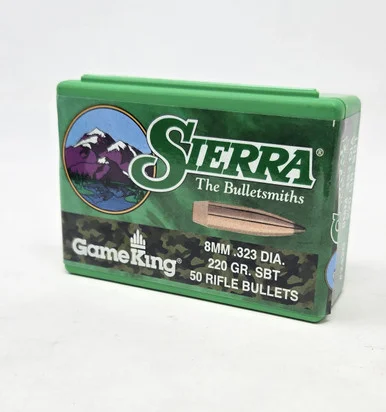 SIERRA®
The Bulletsmiths
GameKing®
8MM .323 DIA.
220 GR. SBT
50 RIFLE BULLETS